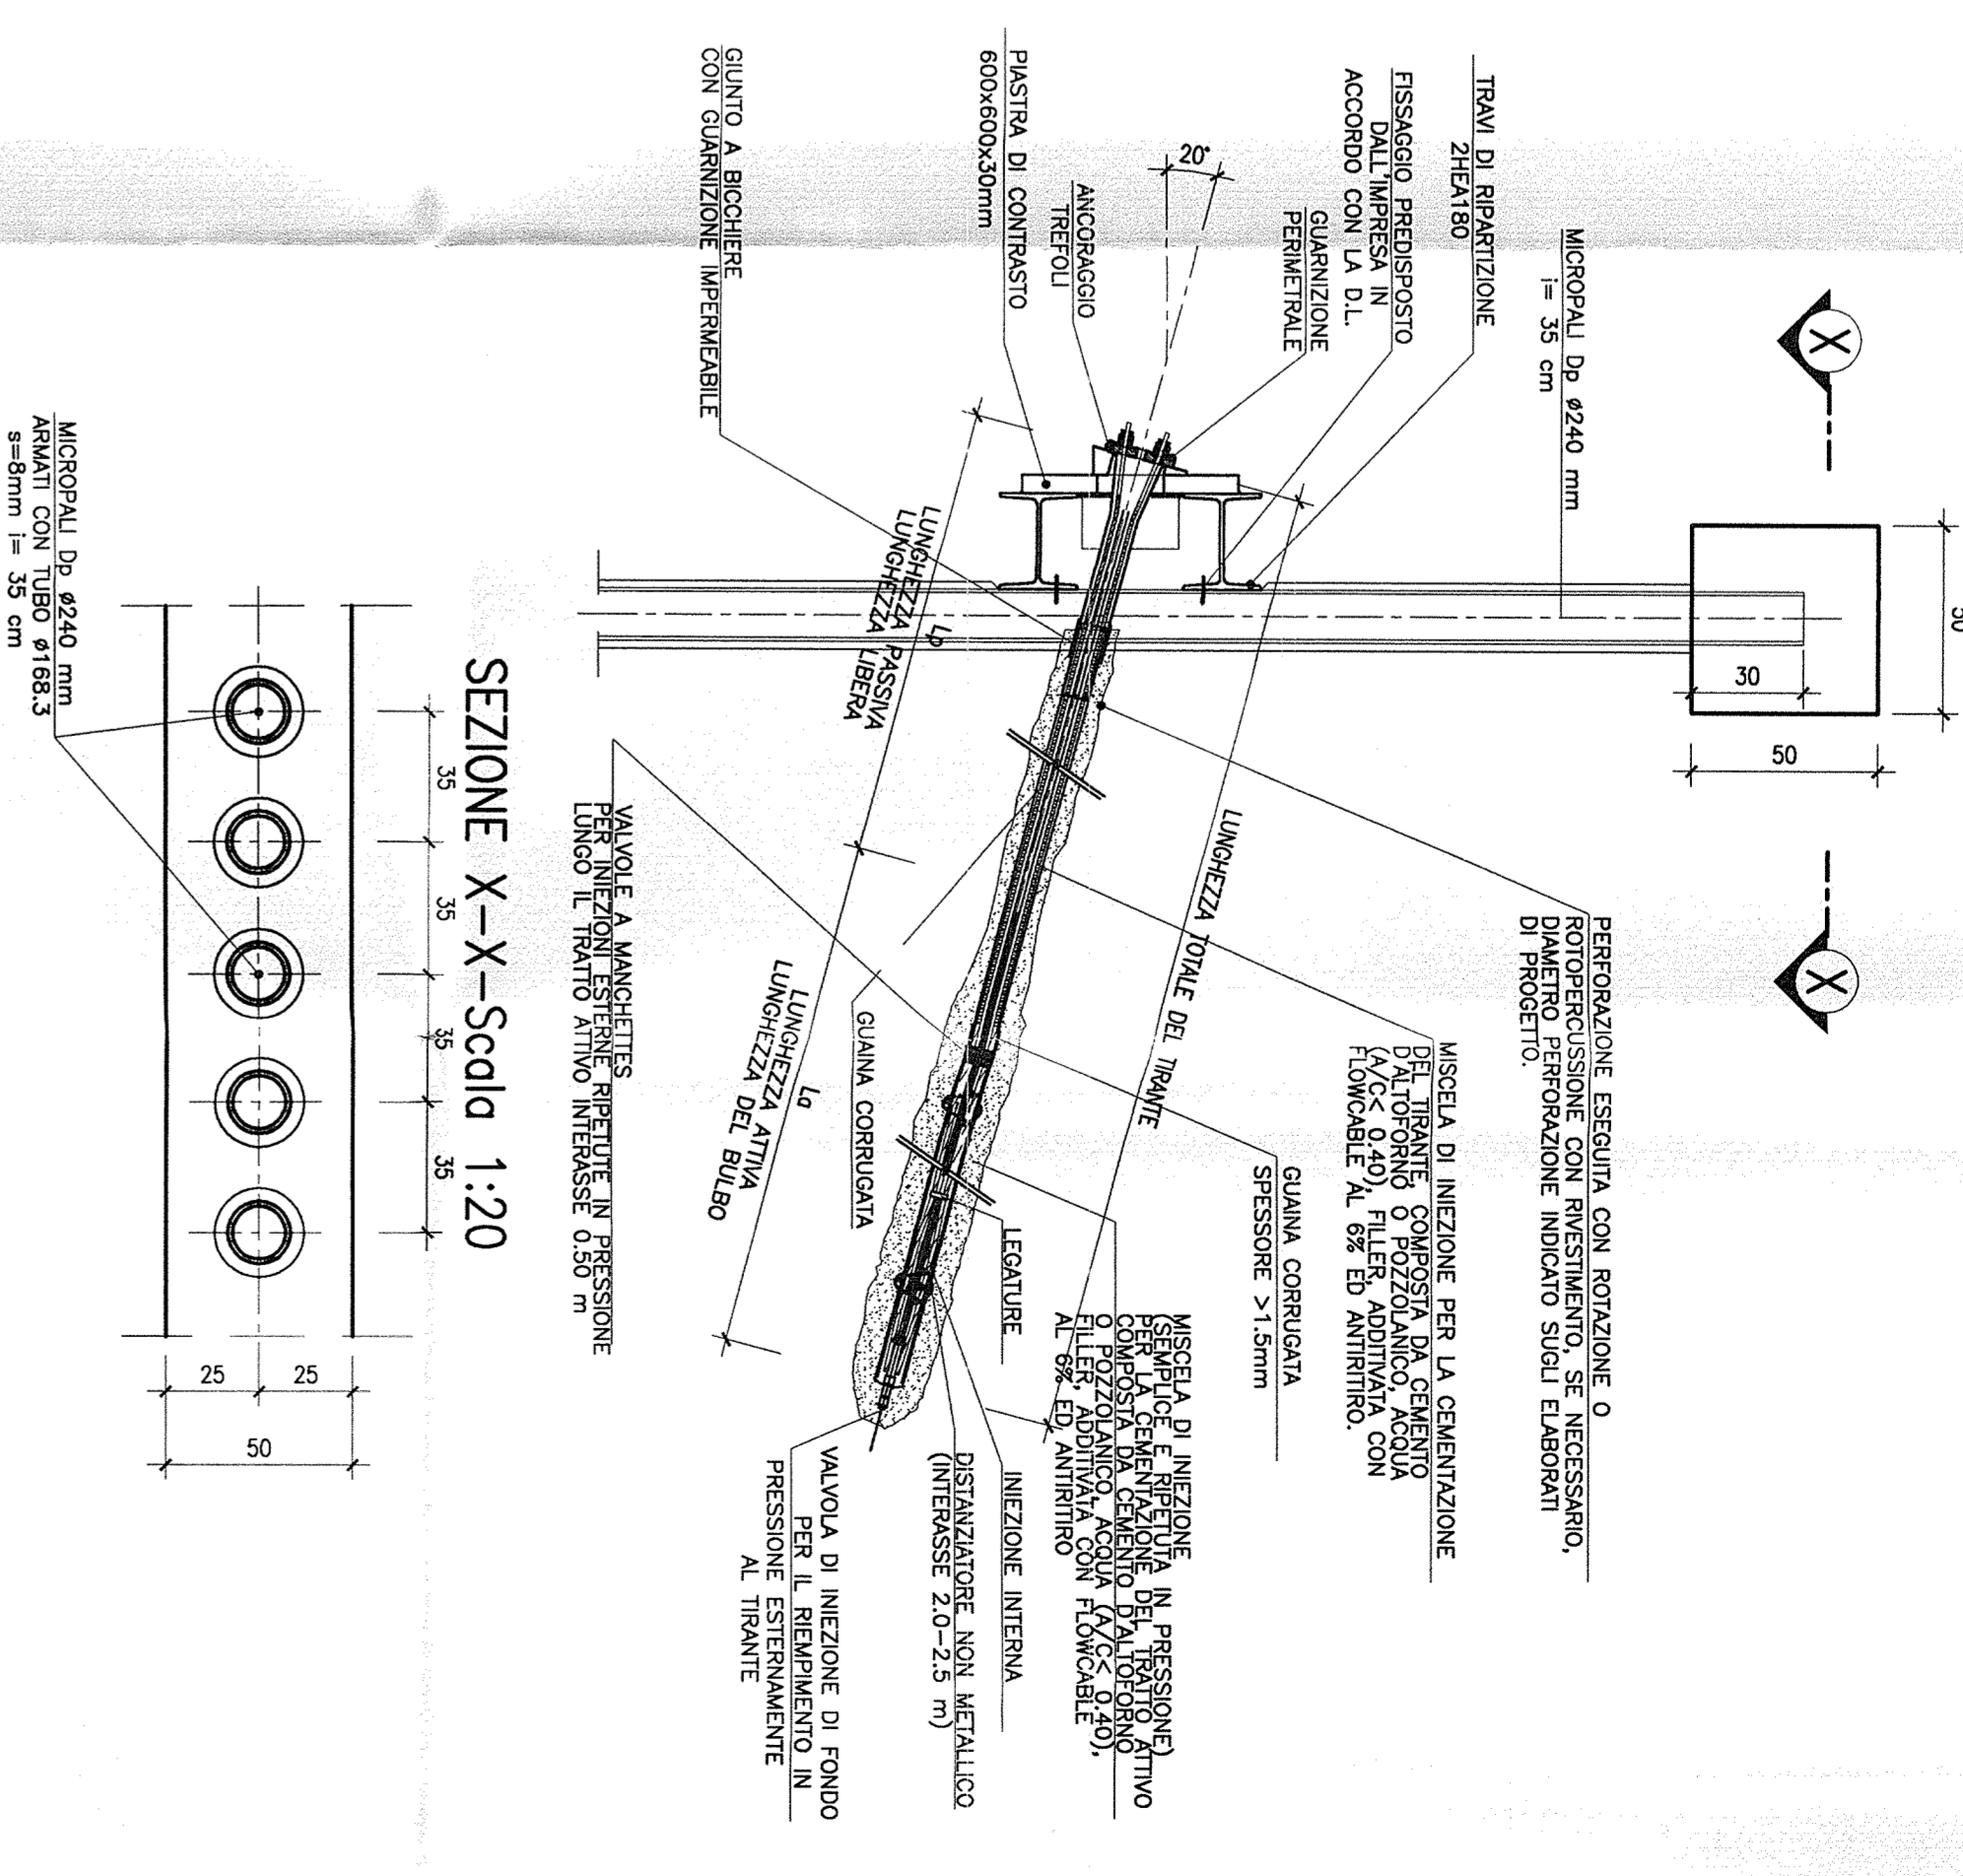 50
X
X
30
50
MICROPALI Dp ø240 mm
i= 35 cm
TRAVI DI RIPARTIZIONE
2HEA180
FISSAGGIO PREDISPOSTO
DALL'IMPRESA IN
ACCORDO CON LA D.L.
GUARNIZIONE
PERIMETRALE
20°
ANCORAGGIO
TREFOLI
PIASTRA DI CONTRASTO
600x600x30mm
GIUNTO A BICCHIERE
CON GUARNIZIONE IMPERMEABILE
PERFORAZIONE ESEGUITA CON ROTAZIONE O
ROTOPERCUSSIONE CON RIVESTIMENTO, SE NECESSARIO,
DIAMETRO PERFORAZIONE INDICATO SUGLI ELABORATI
DI PROGETTO.
MISCELA DI INIEZIONE PER LA CEMENTAZIONE
DEL TIRANTE, COMPOSTA DA CEMENTO
D'ALTOFORNO O POZZOLANICO, ACQUA
(A/C< 0.40), FILLER, ADDITIVATA CON
FLOWCABLE AL 6% ED ANTIRITIRO.
GUAINA CORRUGATA
SPESSORE >1.5mm
LUNGHEZZA TOTALE DEL TIRANTE
MISCELA DI INIEZIONE
(SEMPLICE E RIPETUTA IN PRESSIONE)
PER LA CEMENTAZIONE DEL TRATTO ATTIVO
COMPOSTA DA CEMENTO D'ALTOFORNO
O POZZOLANICO, ACQUA (A/C< 0.40),
FILLER, ADDITIVATA CON FLOWCABLE
AL 6% ED ANTIRITIRO
LEGATURE
INIEZIONE INTERNA
DISTANZIATORE NON METALLICO
(INTERASSE 2.0-2.5 m)
VALVOLA DI INIEZIONE DI FONDO
PER IL RIEMPIMENTO IN
PRESSIONE ESTERNAMENTE
AL TIRANTE
Lp
LUNGHEZZA PASSIVA
LUNGHEZZA LIBERA
GUAINA CORRUGATA
La
LUNGHEZZA ATTIVA
LUNGHEZZA DEL BULBO
VALVOLE A MANCHETTES
PER INIEZIONI ESTERNE RIPETUTE IN PRESSIONE
LUNGO IL TRATTO ATTIVO INTERASSE 0.50 m
SEZIONE X-X-Scala 1:20
35
35
35
35
25
25
50
MICROPALI Dp ø240 mm
ARMATI CON TUBO ø168.3
s=8mm i= 35 cm